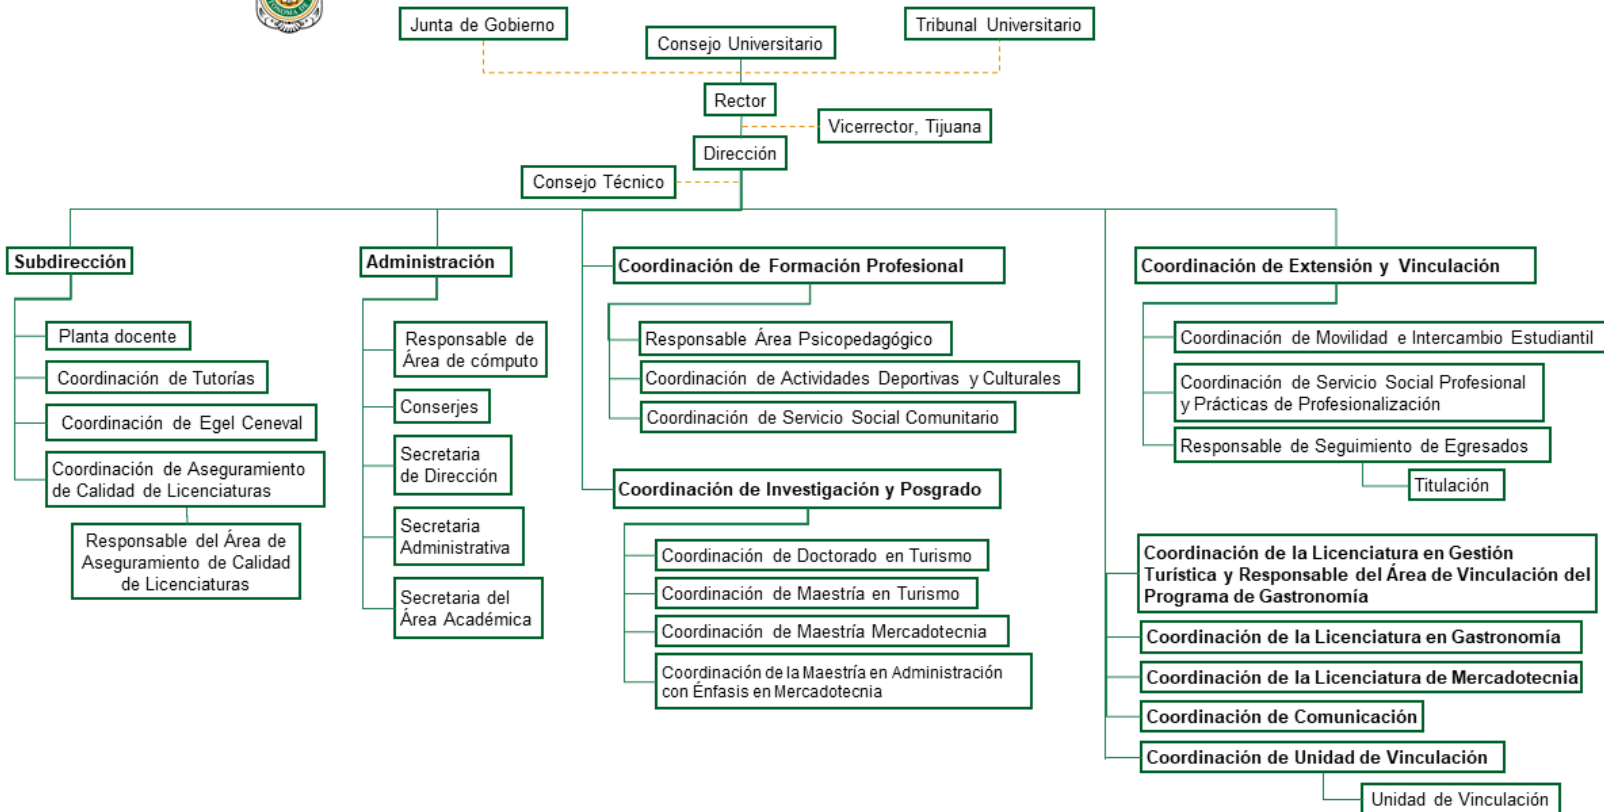 TONOMA DE
Junta de Gobierno
Consejo Universitario
Tribunal Universitario
Rector
Vicerrector, Tijuana
Dirección
Consejo Técnico
Subdirección
Planta docente
Coordinación de Tutorías
Coordinación de Egel Ceneval
Coordinación de Aseguramiento
de Calidad de Licenciaturas
Responsable del Área de
Aseguramiento de Calidad
de Licenciaturas
Administración
Responsable de
Área de cómputo
Conserjes
Secretaria
de Dirección
Secretaria
Administrativa
Secretaria del
Área Académica
Coordinación de Formación Profesional
Responsable Área Psicopedagógico
Coordinación de Actividades Deportivas y Culturales
Coordinación de Servicio Social Comunitario
Coordinación de Investigación y Posgrado
Coordinación de Doctorado en Turismo
Coordinación de Maestría en Turismo
Coordinación de Maestría Mercadotecnia
Coordinación de la Maestría en Administración
con Énfasis en Mercadotecnia
Coordinación de Extensión y Vinculación
Coordinación de Movilidad e Intercambio Estudiantil
Coordinación de Servicio Social Profesional
y Prácticas de Profesionalización
Responsable de Seguimiento de Egresados
Titulación
Coordinación de la Licenciatura en Gestión
Turística y Responsable del Área de Vinculación del
Programa de Gastronomía
Coordinación de la Licenciatura en Gastronomía
Coordinación de la Licenciatura de Mercadotecnia
Coordinación de Comunicación
Coordinación de Unidad de Vinculación
Unidad de Vinculación